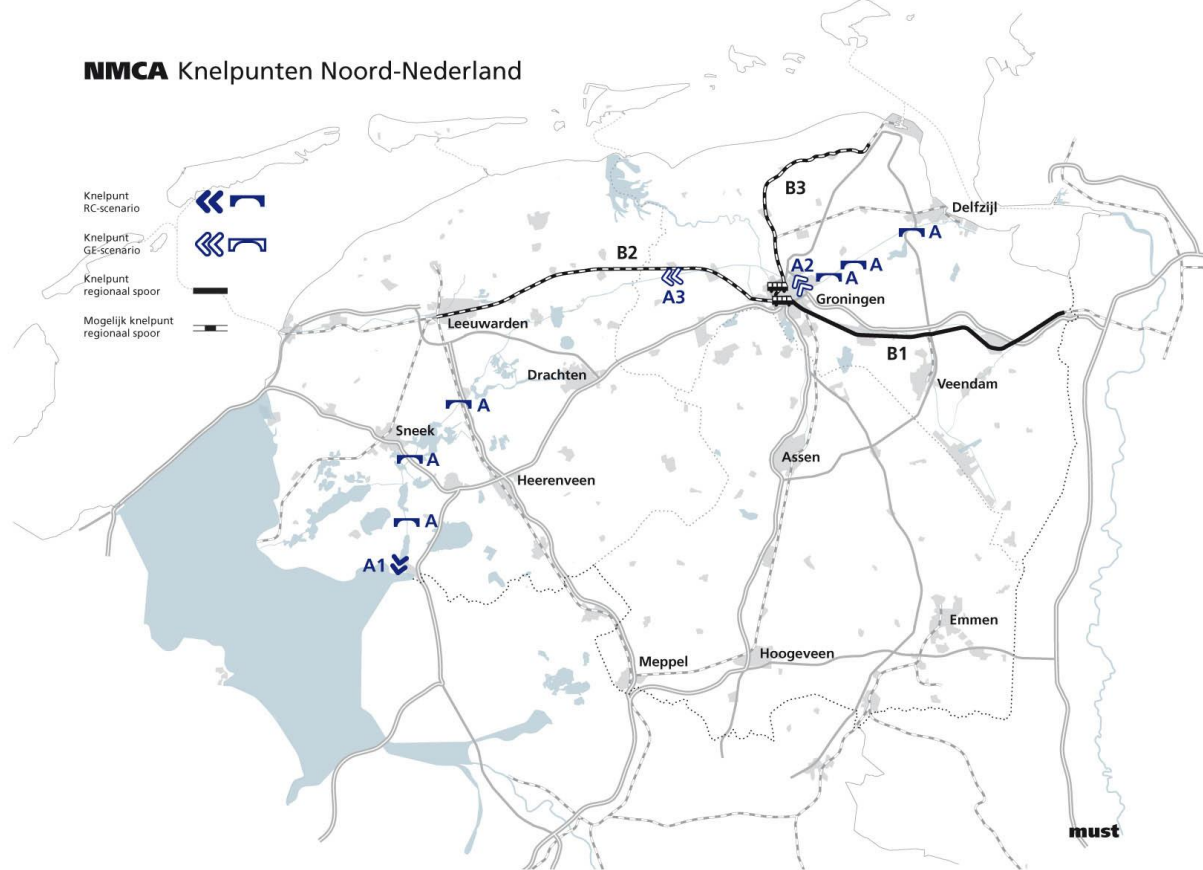 NMCA Knelpunten Noord-Nederland
Knelpunt
RC-scenario
Knelpunt
GE-scenario
Knelpunt
regionaal spoor
Mogelijk knelpunt
regionaal spoor
B3
Delfzijl
A
B2
A2
A
A
A3
Groningen
Leeuwarden
B1
Drachten
Veendam
A
Sneek
A
Assen
Heerenveen
A
A1
Emmen
Meppel
Hoogeveen
must